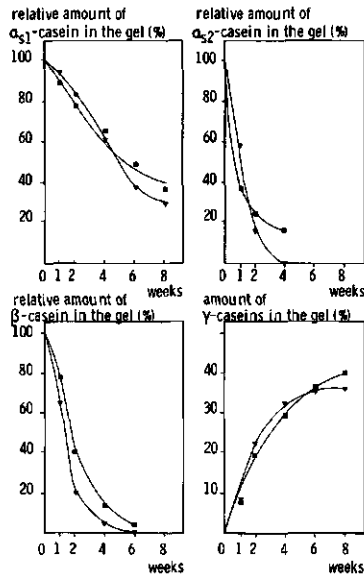 relative amount of
αs1-casein in the gel (%)
relative amount of
αs2-casein in the gel (%)
100
80
60
40
20
0 1 2 4 6 8
weeks
100
80
60
40
20
0 1 2 4 6 8
weeks
relative amount of
β-casein in the gel (%)
amount of
γ-caseins in the gel (%)
100
80
60
40
20
0 1 2 4 6 8
weeks
40
30
20
10
0 1 2 4 6 8
weeks